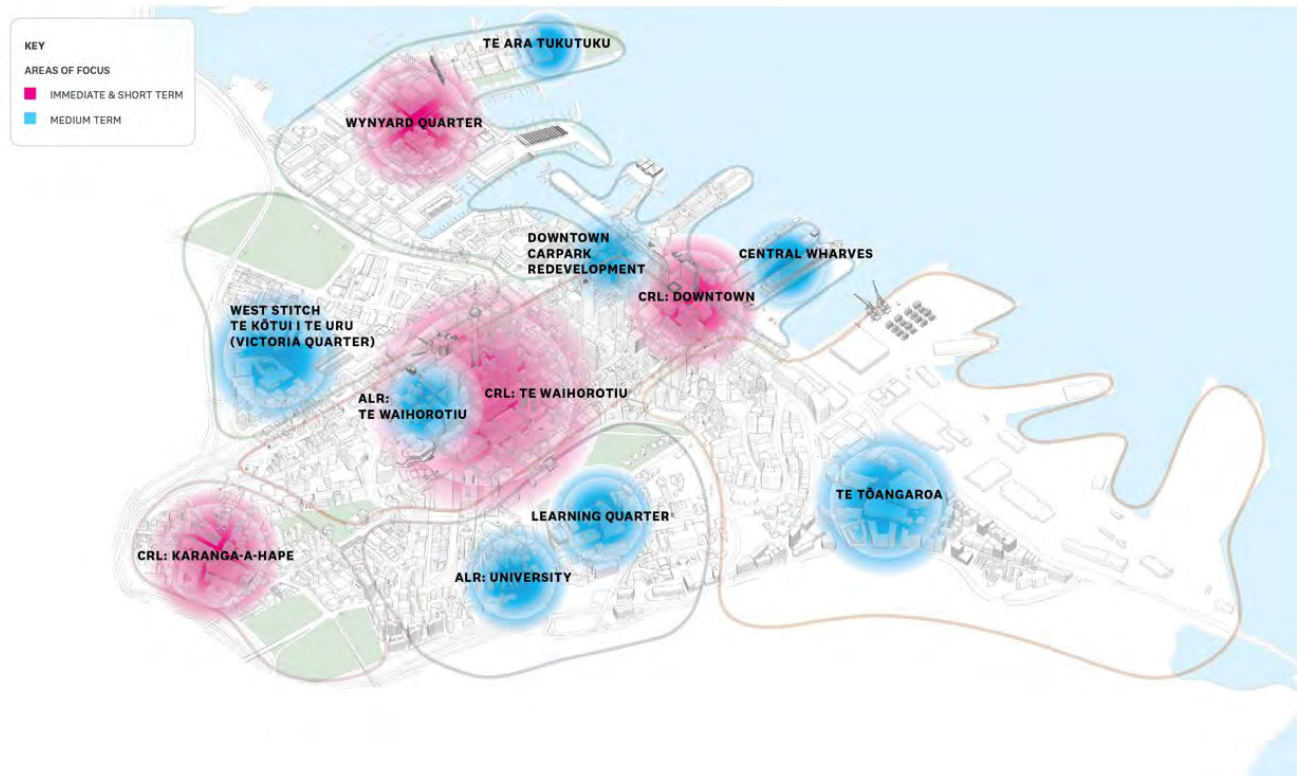 KEY
AREAS OF FOCUS
IMMEDIATE & SHORT TERM
MEDIUM TERM
TE ARA TUKUTUKU
WYNYARD QUARTER
DOWNTOWN
CARPARK
REDEVELOPMENT
CENTRAL WHARVES
CRL: DOWNTOWN
WEST STITCH
TE KŌTUI I TE URU
(VICTORIA QUARTER)
ALR:
TE WAIHOROTIU
CRL: TE WAIHOROTIU
TE TŌANGAROA
LEARNING QUARTER
CRL: KARANGA-A-HAPE
ALR: UNIVERSITY